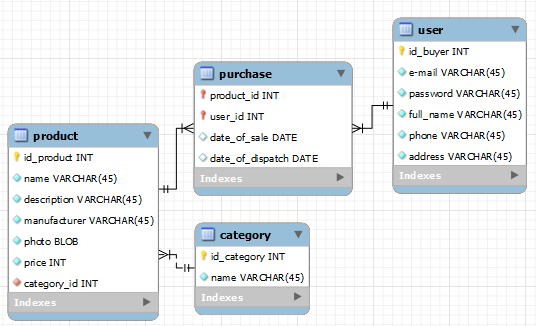 user
id_buyer INT
e-mail VARCHAR(45)
password VARCHAR(45)
full_name VARCHAR(45)
phone VARCHAR(45)
address VARCHAR(45)
Indexes
purchase
product_id INT
user_id INT
date_of_sale DATE
date_of_dispatch DATE
Indexes
product
id_product INT
name VARCHAR(45)
description VARCHAR(45)
manufacturer VARCHAR(45)
photo BLOB
price INT
category_id INT
Indexes
category
id_category INT
name VARCHAR(45)
Indexes